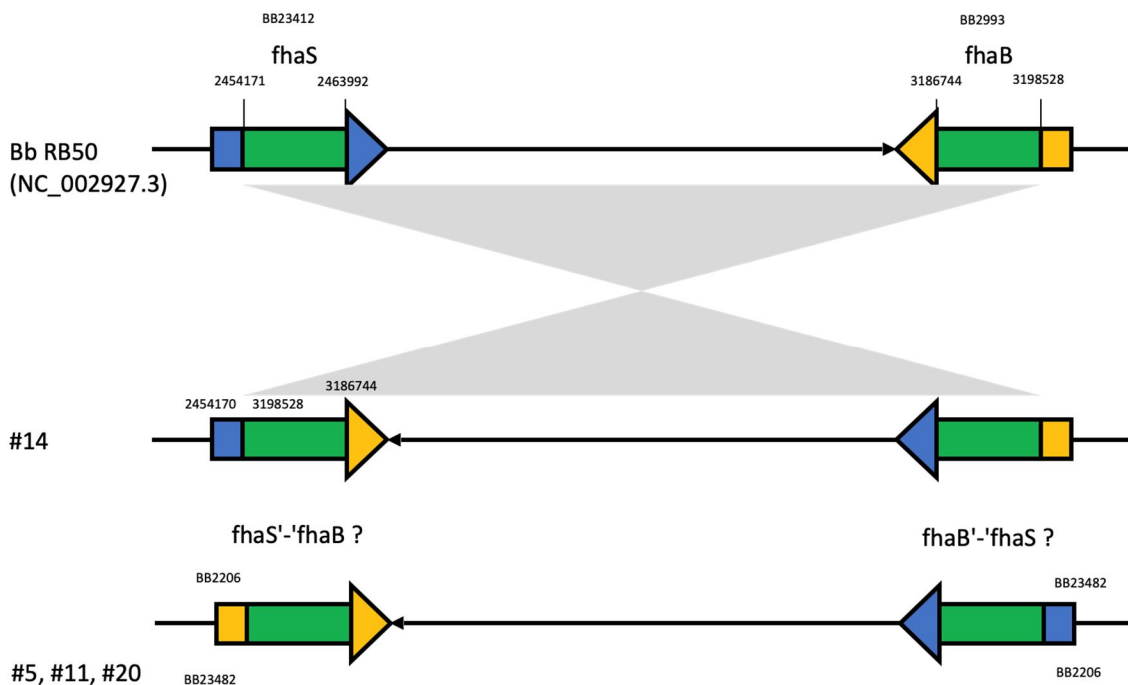 BB23412 BB2993
fhaS fhaB
2454171 2463992 3186744 3198528
Bb RB50
(NC_002927.3)
3186744
2454170 3198528
#14
fhaS'-'fhaB ? fhaB'-'fhaS ?
BB2206 BB23482
#5, #11, #20 BB23482 BB2206